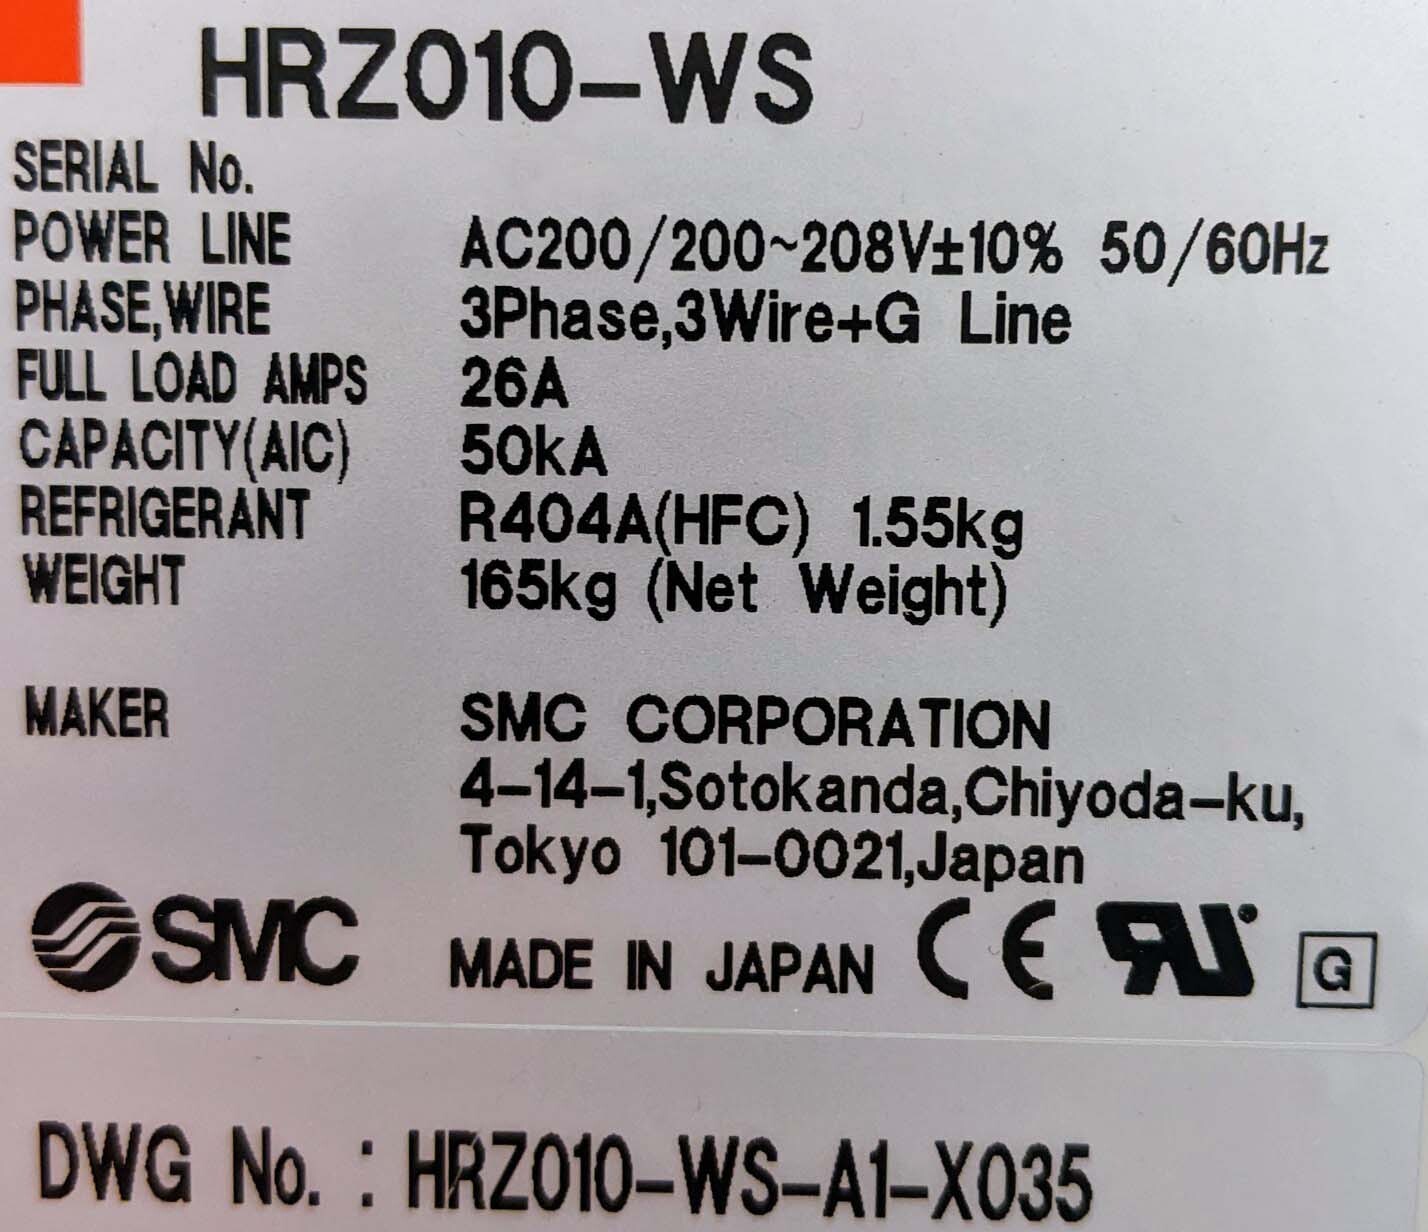 HRZ010-WS
SERIAL No.
POWER LINE AC200/200~208V±10% 50/60Hz
PHASE,WIRE 3Phase,3Wire+G Line
FULL LOAD AMPS 26A
CAPACITY(AIC) 50kA
REFRIGERANT R404A(HFC) 1.55kg
WEIGHT 165kg (Net Weight)
MAKER SMC CORPORATION
4-14-1,Sotokanda,Chiyoda-ku,
Tokyo 101-0021,Japan
SMC MADE IN JAPAN CE RU G
DWG No. : HRZ010-WS-A1-X035